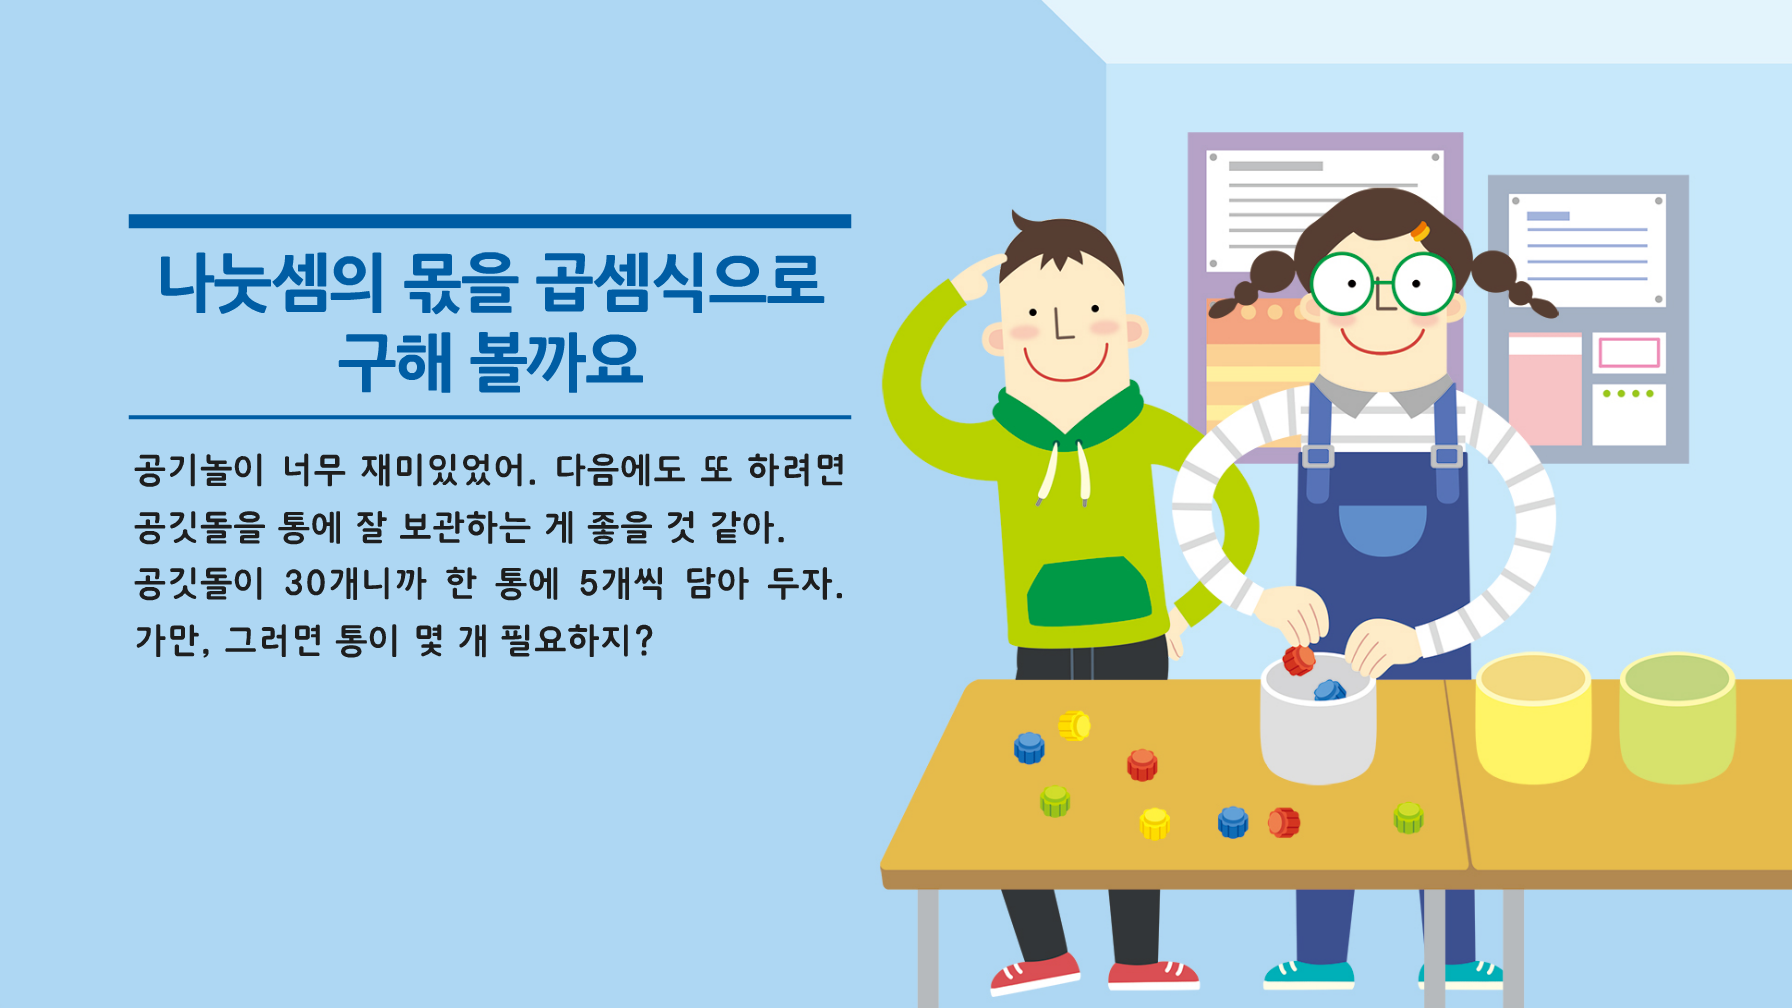 나눗셈의 몫을 곱셈식으로
구해 볼까요
공기놀이 너무 재미있었어. 다음에도 또 하려면
공깃돌을 통에 잘 보관하는 게 좋을 것 같아.
공깃돌이 30개니까 한 통에 5개씩 담아 두자.
가만, 그러면 통이 몇 개 필요하지?